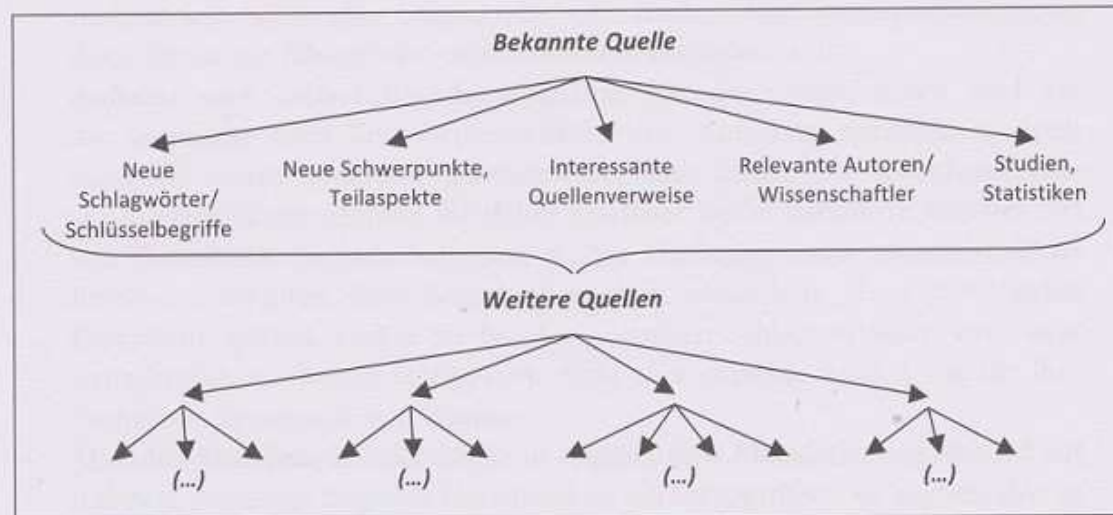 Bekannte Quelle
Neue
Schlagwörter/
Schlüsselbegriffe
Neue Schwerpunkte,
Teilaspekte
Interessante
Quellenverweise
Relevante Autoren/
Wissenschaftler
Studien,
Statistiken
Weitere Quellen
(...)
(...)
(...)
(...)